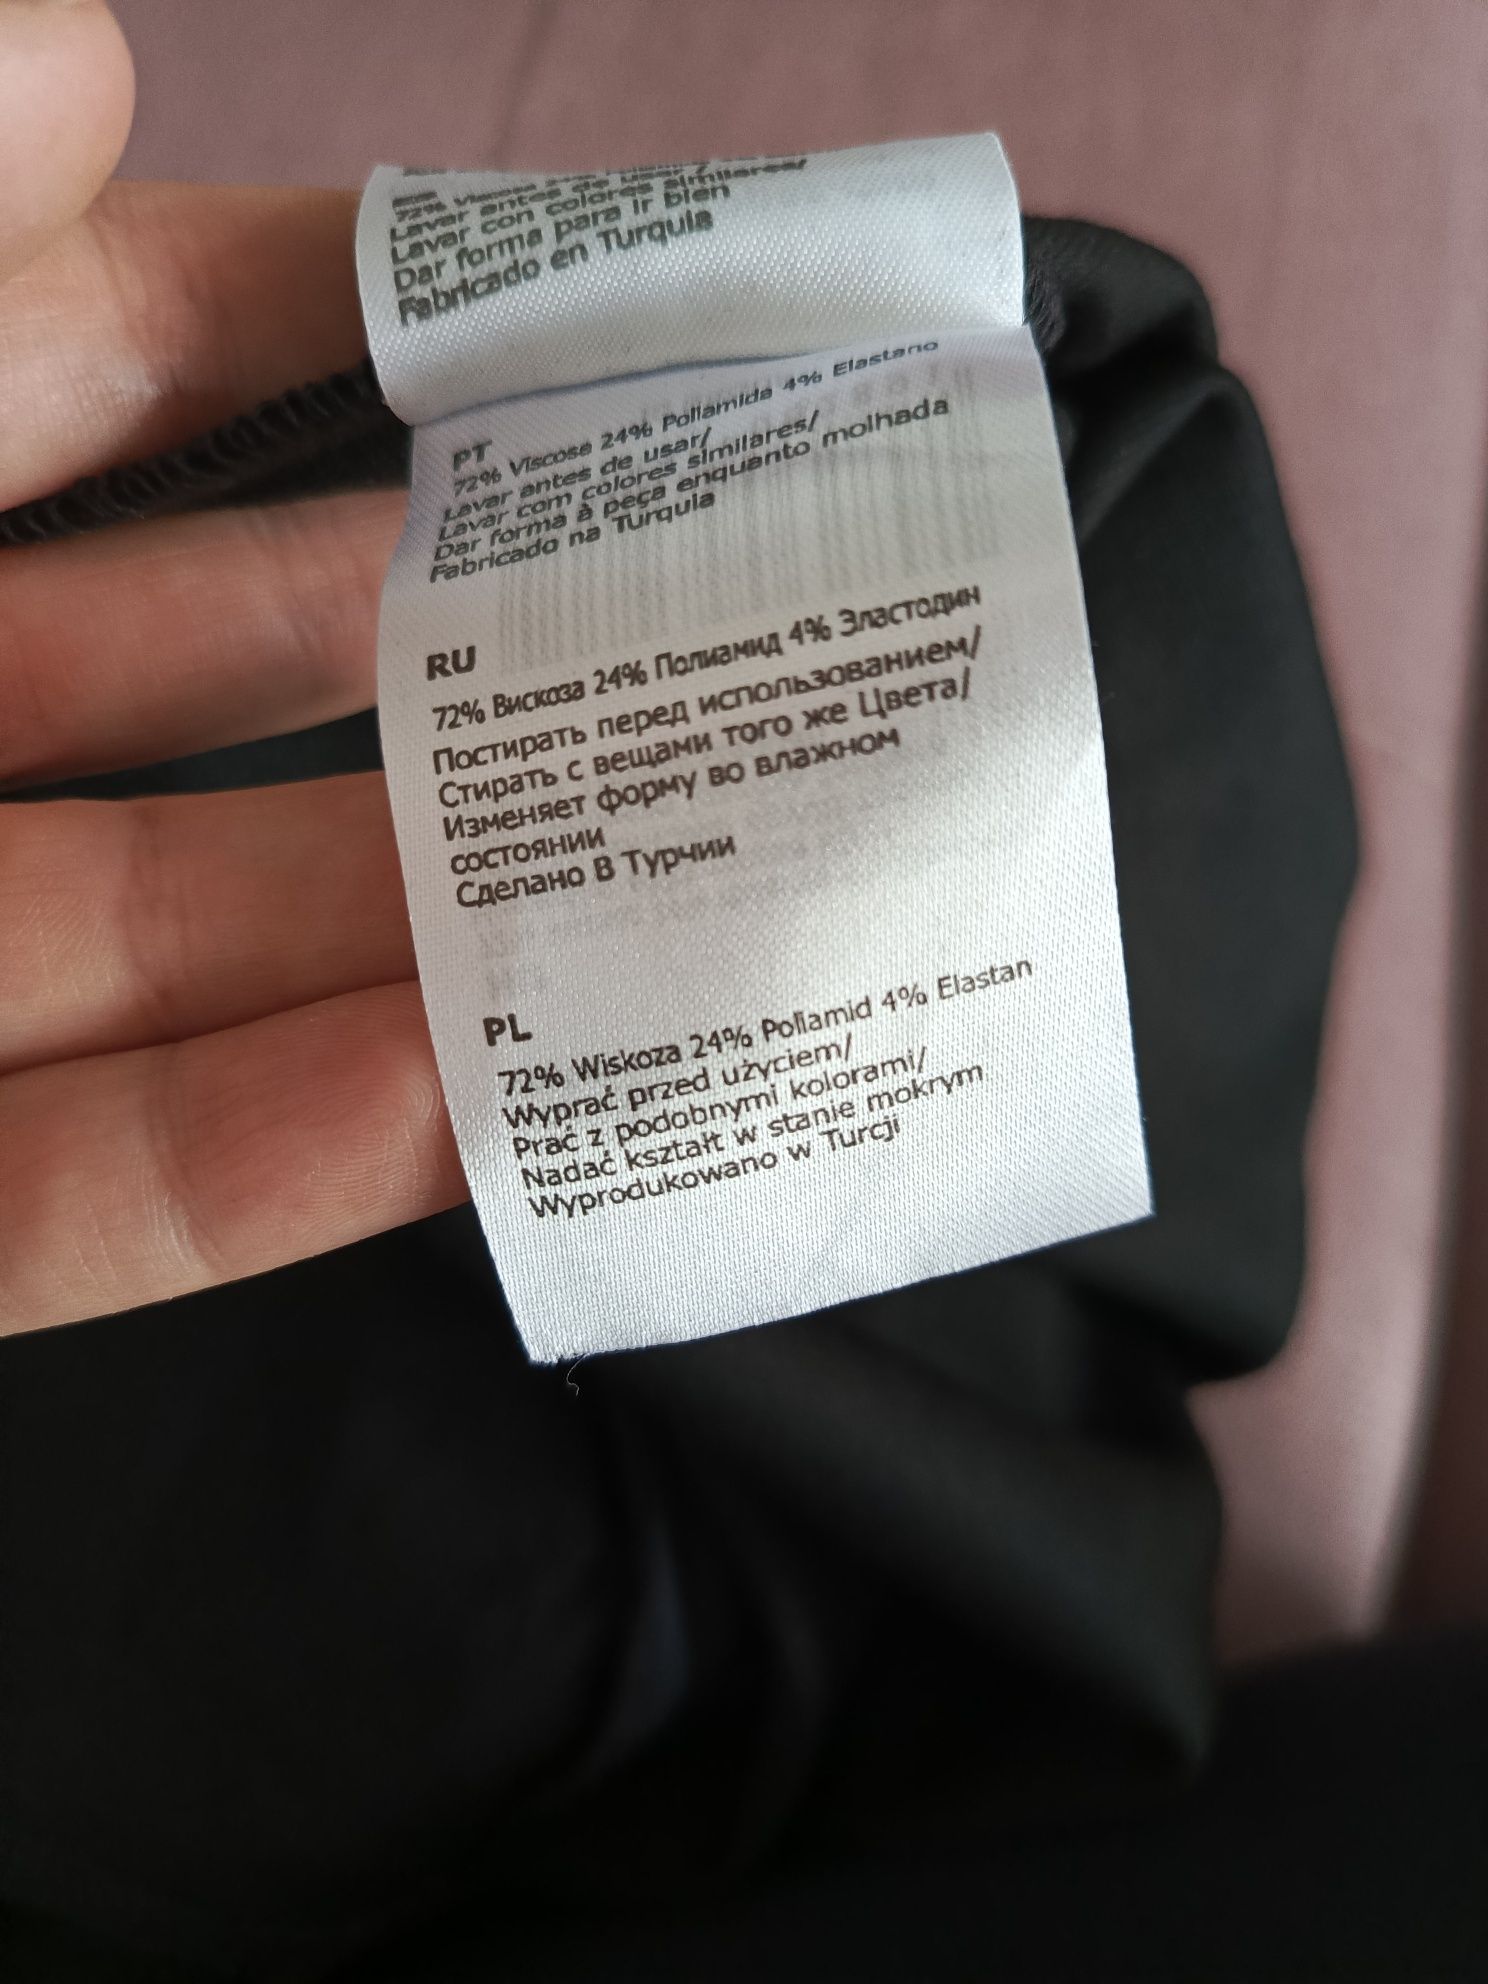 72% Viscosa
Lavar antes de usar /
Lavar con colores similares/
Dar forma para ir bien
Fabricado en Turquia
PT
72% Viscose 24% Poliamida 4% Elastano
Lavar antes de usar/
Lavar com colores similares/
Dar forma à peça enquanto molhada
Fabricado na Turquia
RU
72% Вискоза 24% Полиамид 4% Эластодин
Постирать перед использованием/
Стирать с вещами того же Цвета/
Изменяет форму во влажном
состоянии
Сделано В Турчии
PL
72% Wiskoza 24% Poliamid 4% Elastan
Wyprać przed użyciem/
Prać z podobnymi kolorami/
Nadać kształt w stanie mokrym
Wyprodukowano w Turcji